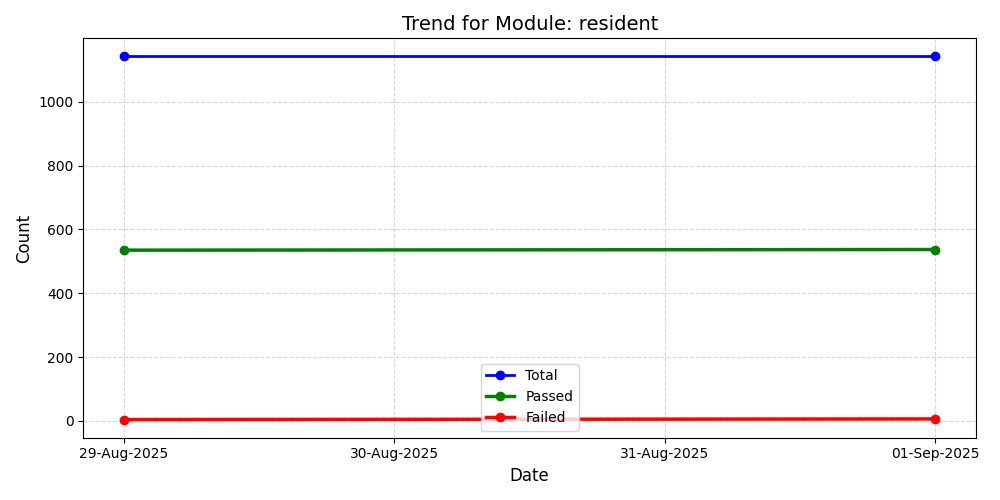 Trend for Module: resident
Count
1000
800
600
400
200
0
Total
Passed
Failed
29-Aug-2025
30-Aug-2025
31-Aug-2025
01-Sep-2025
Date